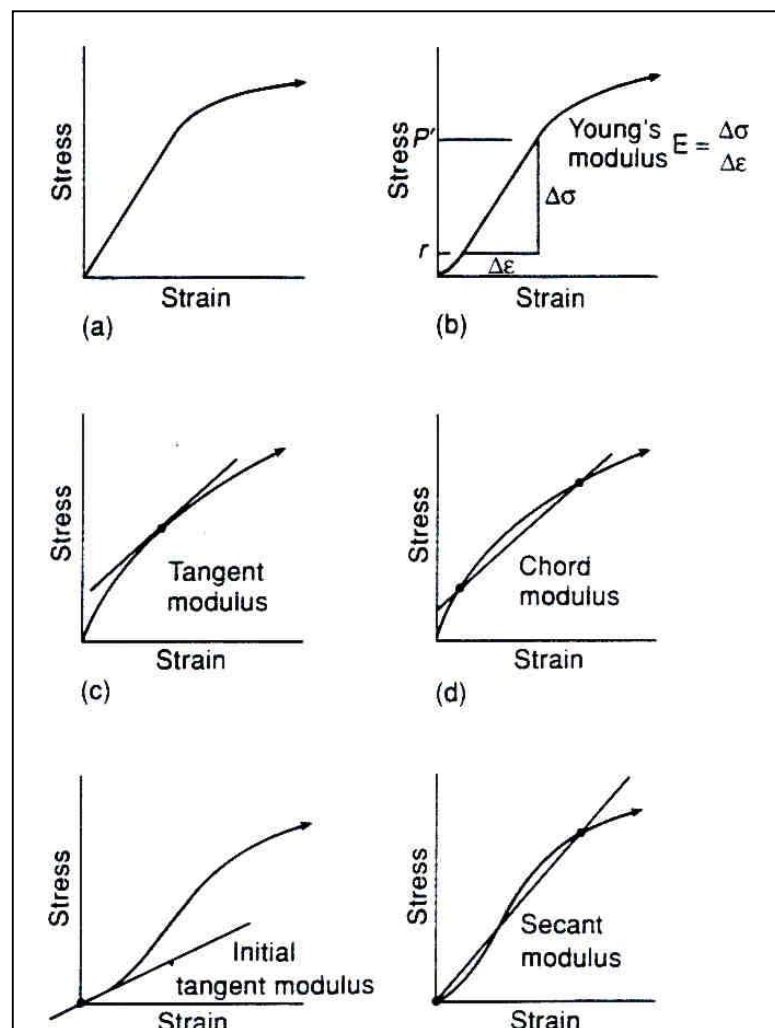 Stress
Strain
(a)
Stress
P'
r
Young's
modulus E = Δσ
Δε
Δσ
Δε
Strain
(b)
Stress
Tangent
modulus
Strain
(c)
Stress
Chord
modulus
Strain
(d)
Stress
Initial
tangent modulus
Strain
Stress
Secant
modulus
Strain